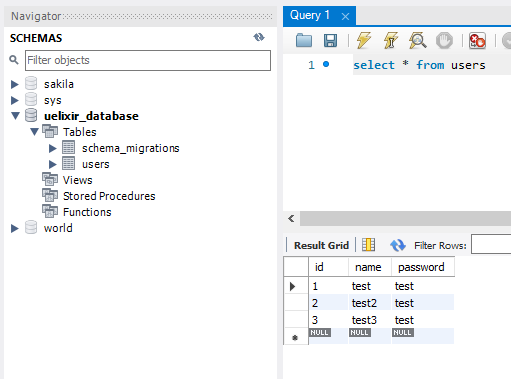 Navigator
SCHEMAS
Filter objects
sakila
sys
uelixir_database
Tables
schema_migrations
users
Views
Stored Procedures
Functions
world
Query 1
1 select * from users
Result Grid Filter Rows:
id name password
1 test test
2 test2 test
3 test3 test
NULL NULL NULL